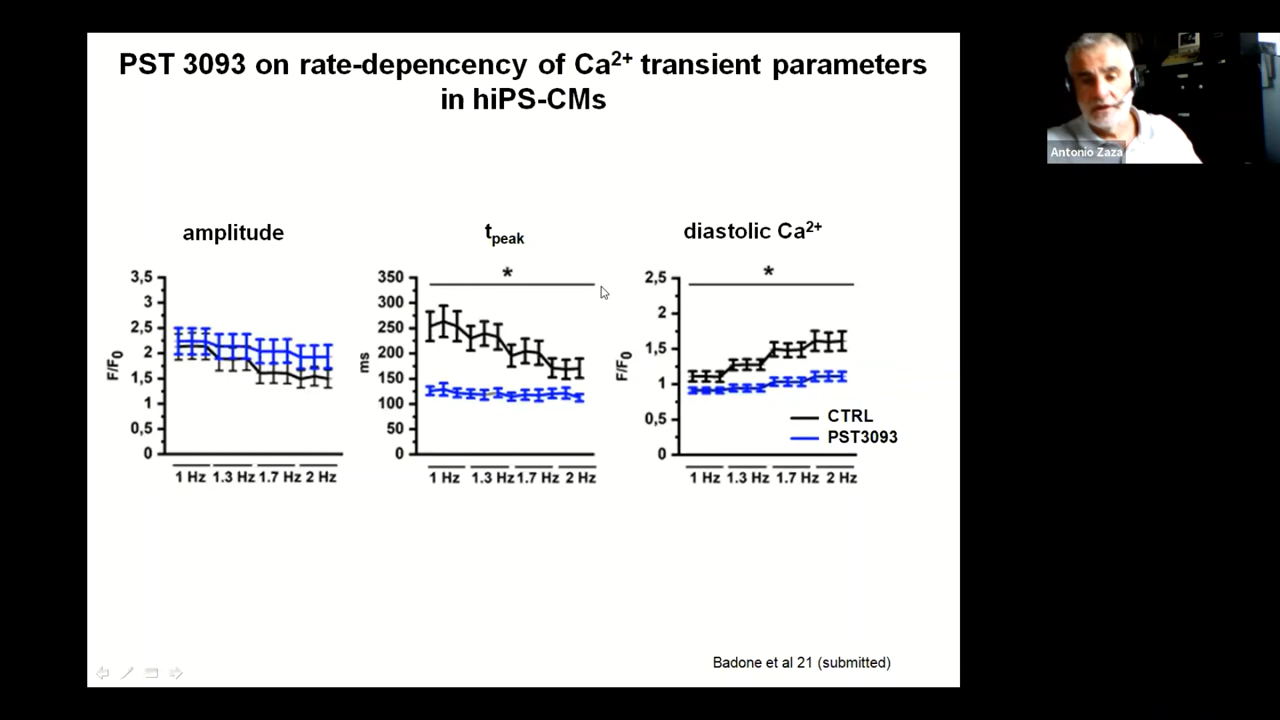 PST 3093 on rate-depencency of Ca2+ transient parameters
in hiPS-CMs
Antonio Zaza
amplitude
3,5
3
2,5
2
1,5
1
0,5
0
F/F0
1 Hz 1.3 Hz 1.7 Hz 2 Hz
tpeak
*
350
300
250
200
150
100
50
0
ms
1 Hz 1.3 Hz 1.7 Hz 2 Hz
diastolic Ca2+
*
2,5
2
1,5
1
0,5
0
F/F0
CTRL
PST3093
1 Hz 1.3 Hz 1.7 Hz 2 Hz
Badone et al 21 (submitted)